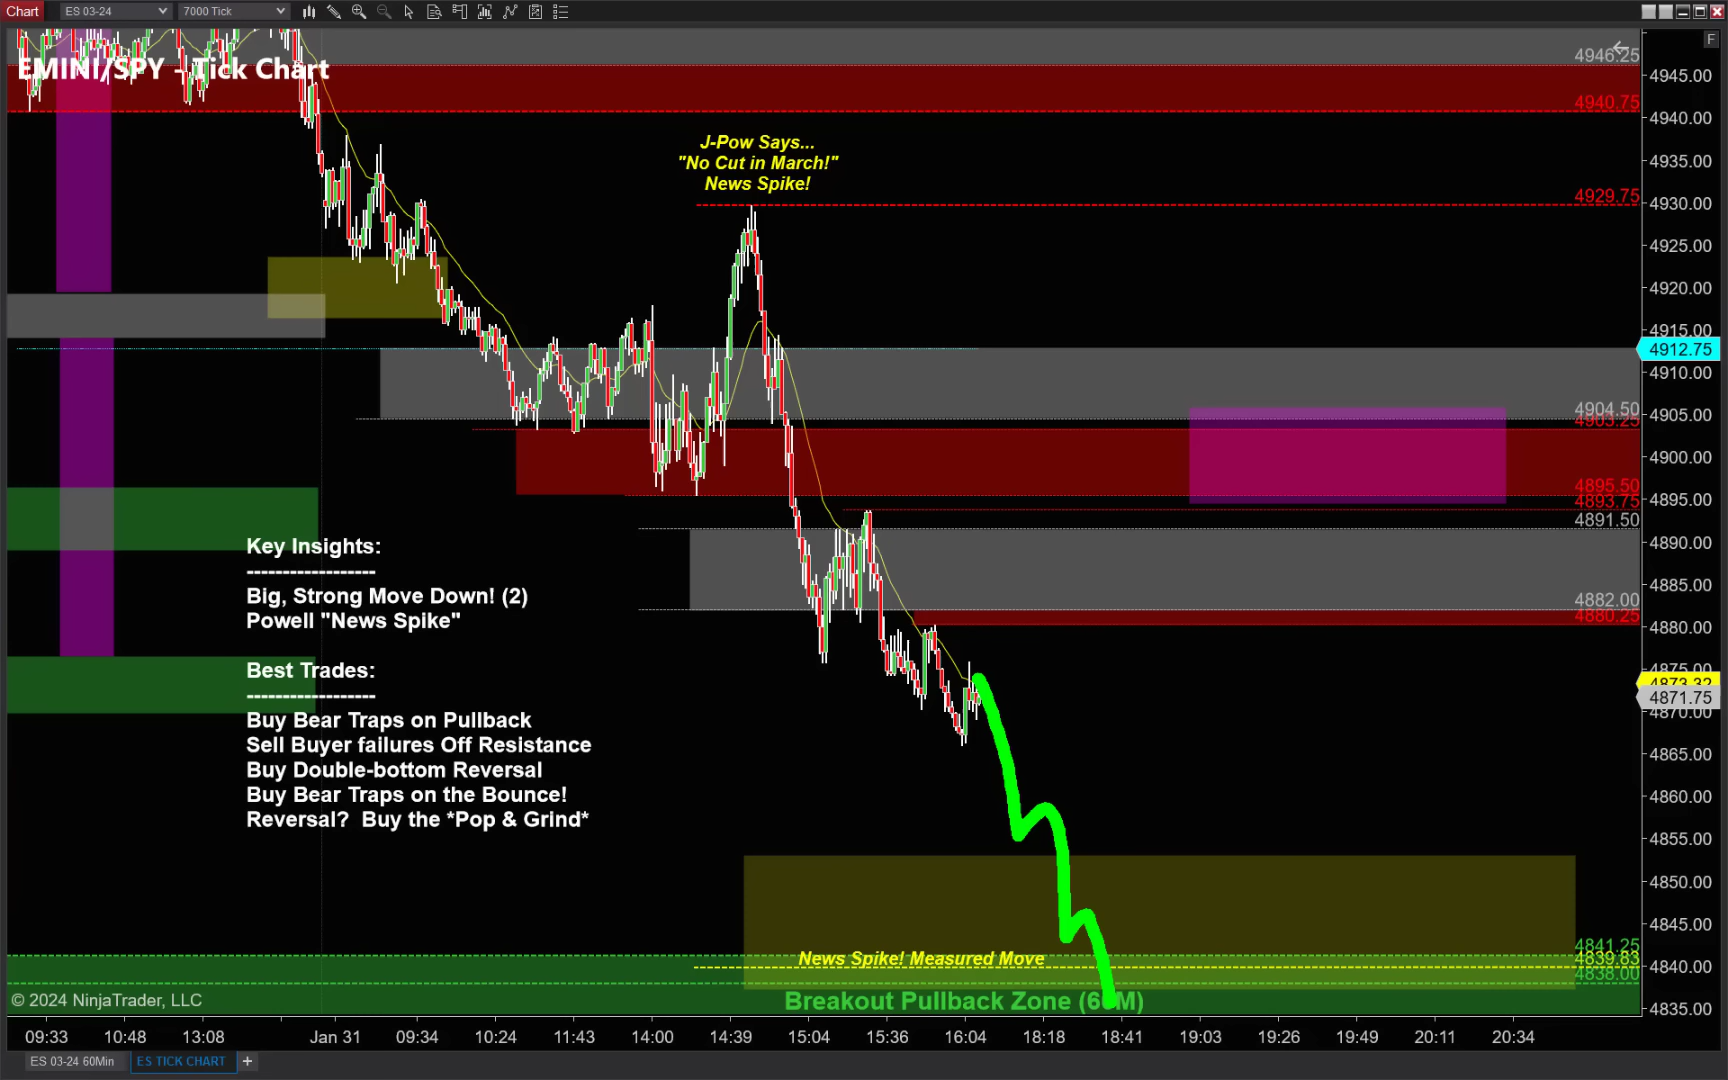 Chart ES 03-24 7000 Tick
F
EMINI/SPY - Tick Chart
4946.25
4945.00
4940.75
4940.00
J-Pow Says...
"No Cut in March!"
News Spike!
4935.00
4929.75
4930.00
4925.00
4920.00
4915.00
4912.75
4910.00
4904.50
4905.00
4903.25
4900.00
4895.50
4893.75
4895.00
4891.50
4890.00
4885.00
4882.00
4880.25
4880.00
4875.00
4873.32
4871.75
4870.00
4865.00
4860.00
4855.00
4850.00
4845.00
4841.25
4839.83
4840.00
4838.00
4835.00
Key Insights:
------------------
Big, Strong Move Down! (2)
Powell "News Spike"
Best Trades:
------------------
Buy Bear Traps on Pullback
Sell Buyer failures Off Resistance
Buy Double-bottom Reversal
Buy Bear Traps on the Bounce!
Reversal? Buy the *Pop & Grind*
News Spike! Measured Move
Breakout Pullback Zone
© 2024 NinjaTrader, LLC
09:33 10:48 13:08 Jan 31 09:34 10:24 11:43 14:00 14:39 15:04 15:36 16:04 18:18 18:41 19:03 19:26 19:49 20:11 20:34
ES 03-24 60Min ES TICK CHART +